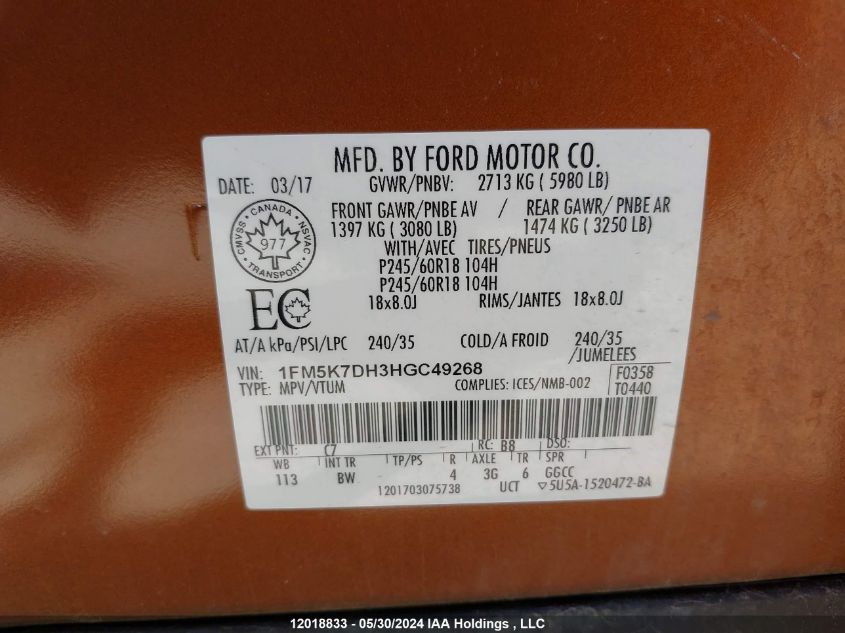 MFD. BY FORD MOTOR CO.
DATE: 03/17 GVWR/PNBV: 2713 KG ( 5980 LB)
FRONT GAWR/PNBE AV / REAR GAWR/ PNBE AR
1397 KG ( 3080 LB) 1474 KG ( 3250 LB)
WITH/AVEC TIRES/PNEUS
P245/60R18 104H
P245/60R18 104H
18x8.0J RIMS/JANTES 18x8.0J
CANADA
CMVSS
977
NSVAC
TRANSPORT
EC
AT/A kPa/PSI/LPC 240/35 COLD/A FROID 240/35
/JUMELEES
VIN: 1FM5K7DH3HGC49268 F0358
TYPE: MPV/VTUM COMPLIES: ICES/NMB-002 T0440
EXT PNT: C7 RC: B8 DSO:
WB INT TR TP/PS R AXLE TR SPR
113 BW 4 3G 6 GGCC
1201703075738 UCT ▽5U5A-1520472-BA
12018833 - 05/30/2024 IAA Holdings , LLC